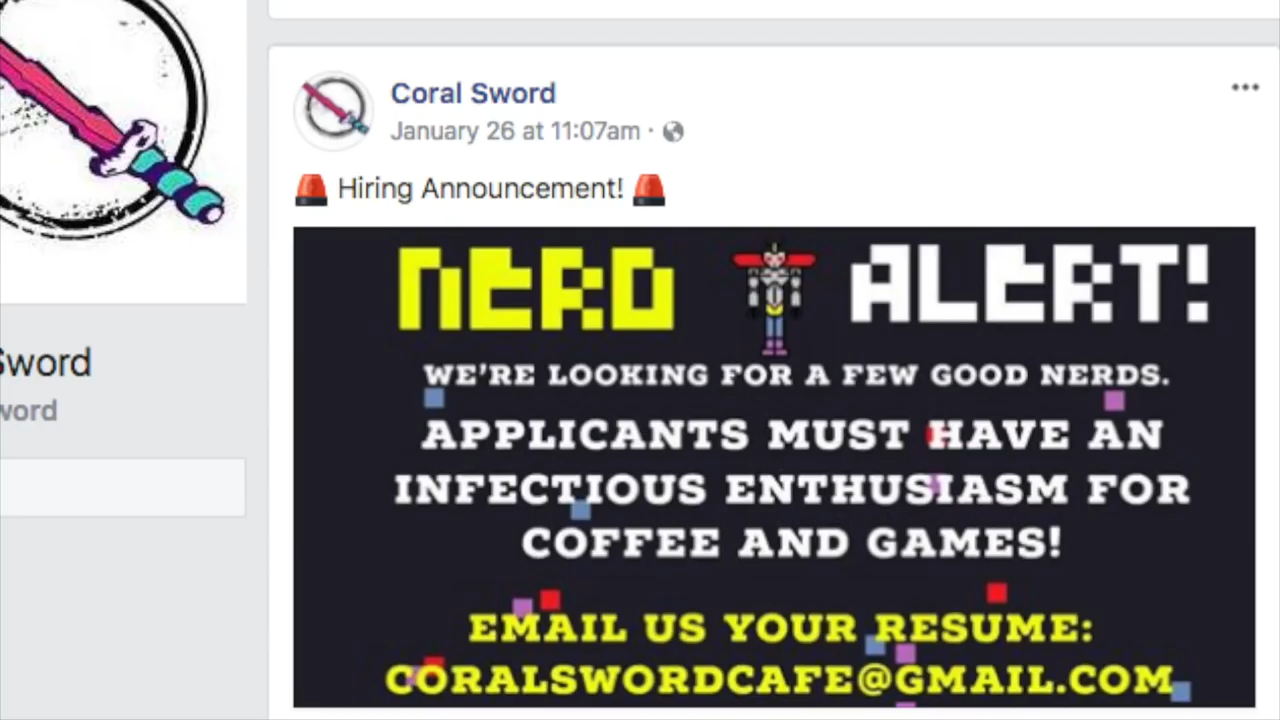 Coral Sword
January 26 at 11:07am ·
🚨 Hiring Announcement! 🚨
NERD ALERT!
WE'RE LOOKING FOR A FEW GOOD NERDS.
APPLICANTS MUST HAVE AN
INFECTIOUS ENTHUSIASM FOR
COFFEE AND GAMES!
EMAIL US YOUR RESUME:
CORALSWORDCAFE@GMAIL.COM
Sword
word